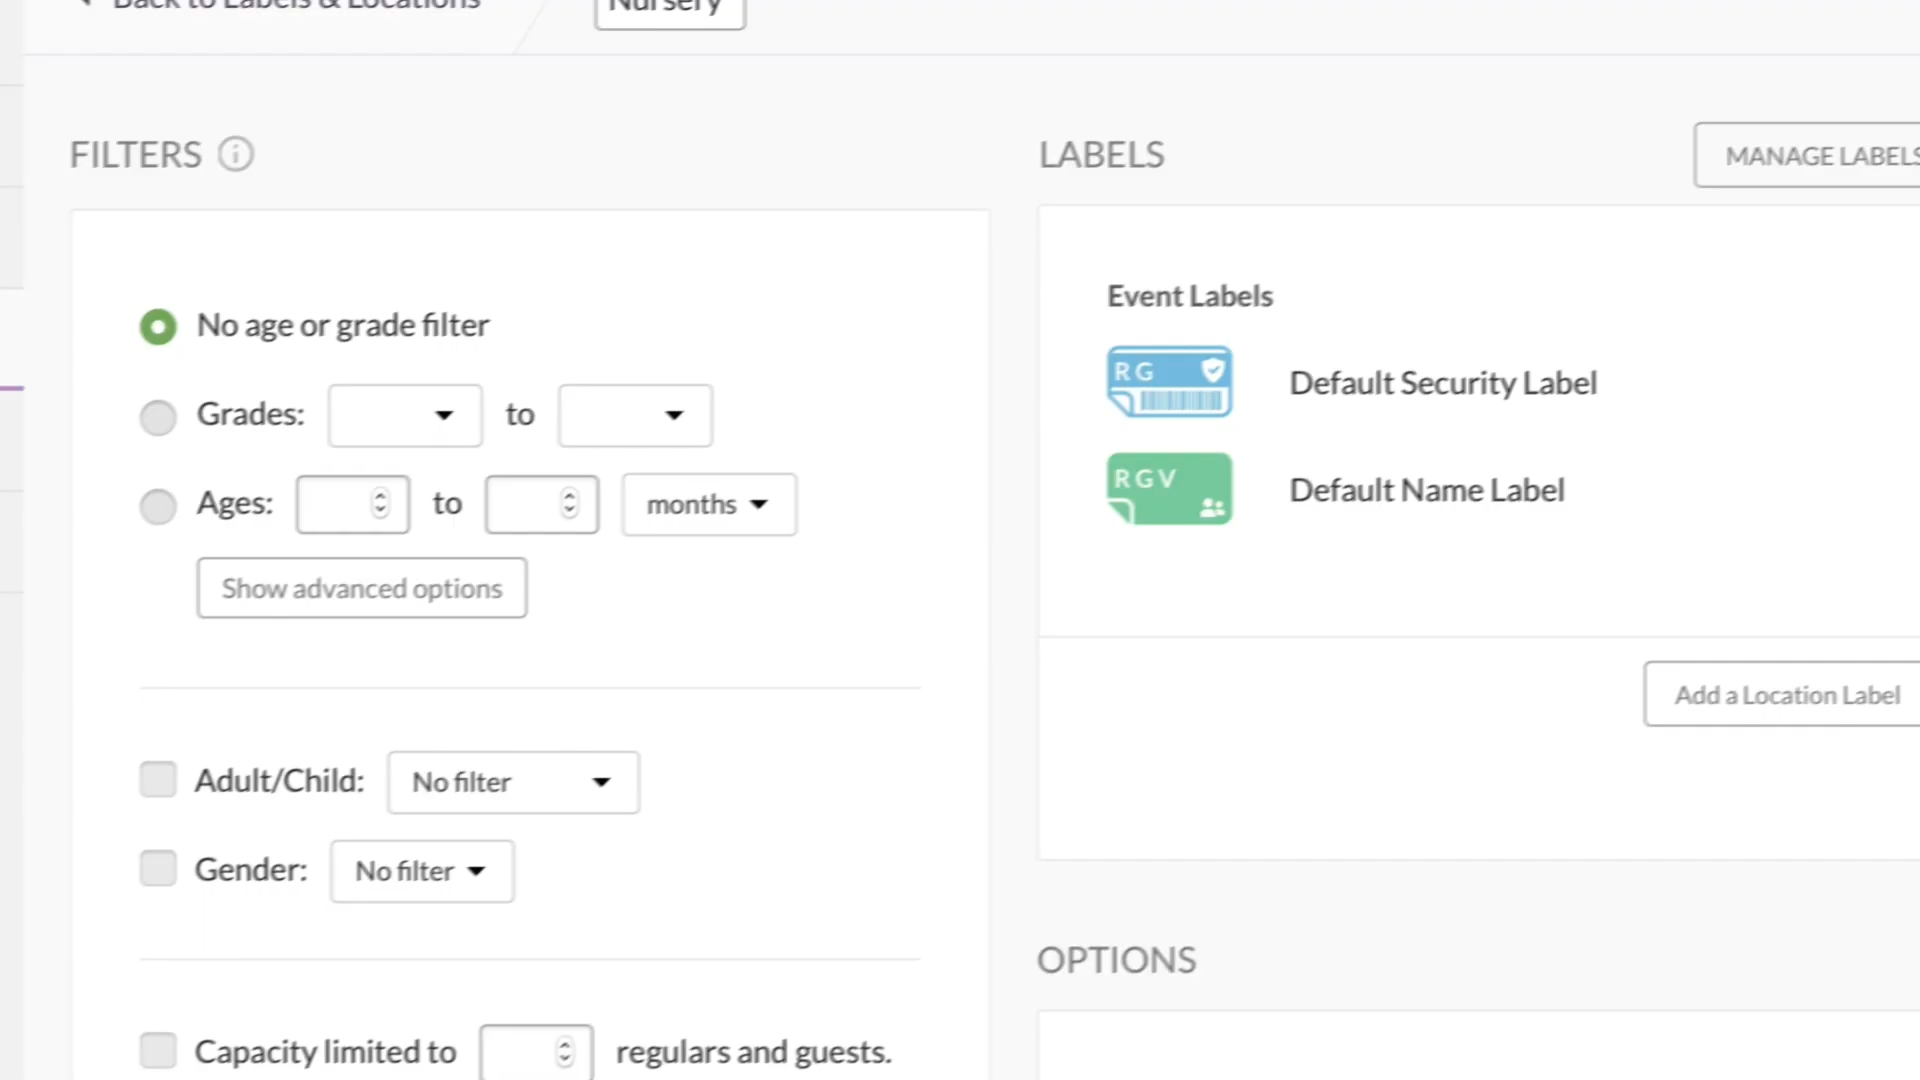 Back to Labels & Locations
Nursery
FILTERS
LABELS
MANAGE LABELS
No age or grade filter
Grades: to
Ages: to months
Show advanced options
Adult/Child: No filter
Gender: No filter
Capacity limited to regulars and guests.
Event Labels
RG
Default Security Label
RGV
Default Name Label
Add a Location Label
OPTIONS